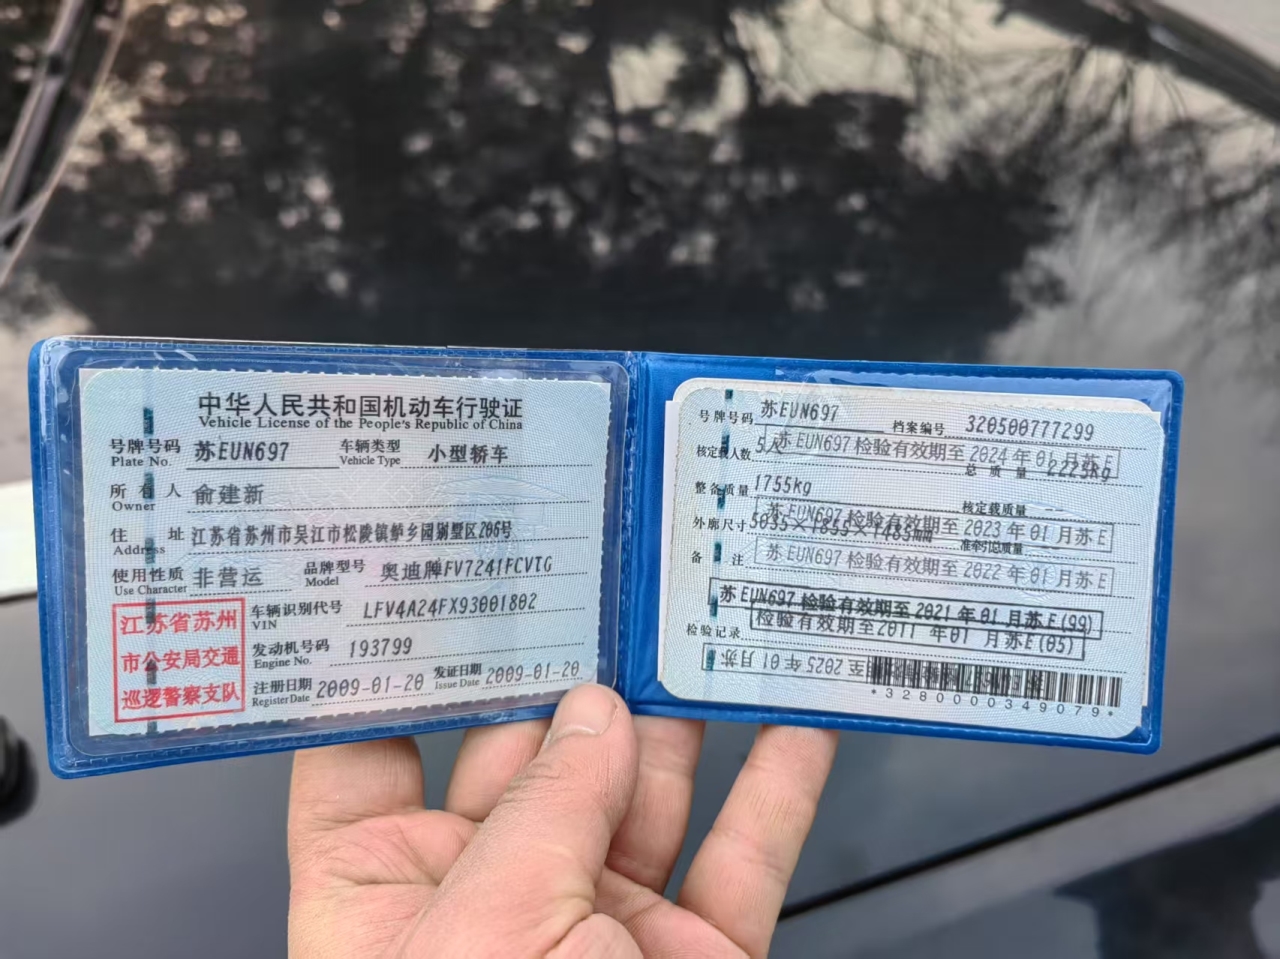 中华人民共和国机动车行驶证
Vehicle License of the People's Republic of China
号牌号码 苏EUN697 车辆类型 小型轿车
Plate No. Vehicle Type
所有人 俞建新
Owner
住址 江苏省苏州市吴江市松陵镇鲈乡园别墅区206号
Address
使用性质 非营运 品牌型号 奥迪牌FV7241FCVTG
Use Character Model
江苏省苏州
市公安局交通
巡逻警察支队
车辆识别代号 LFV4A24FX93001802
VIN
发动机号码 193799
Engine No.
注册日期 2009-01-20 发证日期 2009-01-20
Register Date Issue Date
号牌号码 苏EUN697 档案编号 320500777299
核定载人数 5人
苏EUN697检验有效期至2024年01月苏E
总质量 2225kg
整备质量 1755kg 核定载质量
苏EUN697检验有效期至2023年01月苏E
外廓尺寸 5035×1855×1485mm 准牵引总质量
备注 苏EUN697检验有效期至2022年01月苏E
苏EUN697检验有效期至2021年01月苏E(99)
检验记录 检验有效期至2011年01月苏E(05)
至2025年01月苏
*3280000349079*